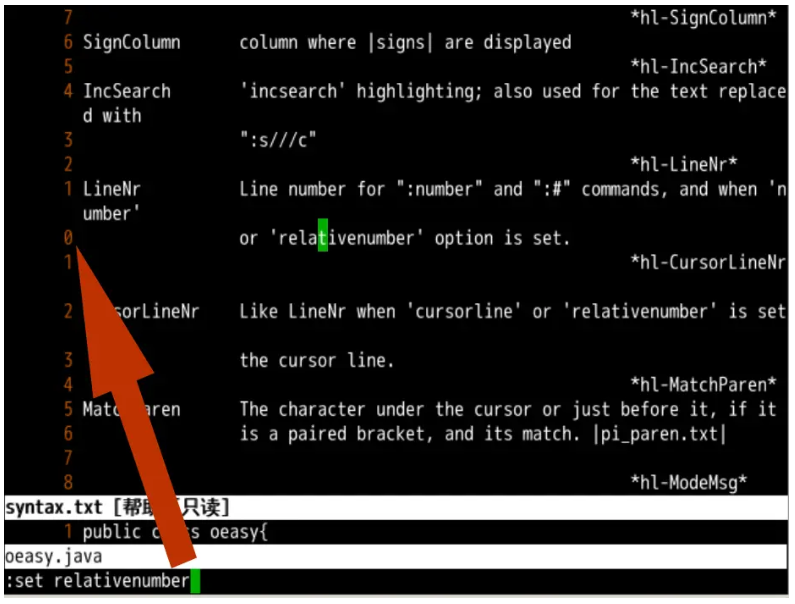 7 *hl-SignColumn*
6 SignColumn column where |signs| are displayed
5 *hl-IncSearch*
4 IncSearch 'incsearch' highlighting; also used for the text replace
d with
3 ":s///c"
2 *hl-LineNr*
1 LineNr Line number for ":number" and ":#" commands, and when 'n
umber'
0 or 'relativenumber' option is set.
1 *hl-CursorLineNr
2 orLineNr Like LineNr when 'cursorline' or 'relativenumber' is set
3 the cursor line.
4 *hl-MatchParen*
5 Mat aren The character under the cursor or just before it, if it
6 is a paired bracket, and its match. |pi_paren.txt|
7
8 *hl-ModeMsg*
syntax.txt [帮助 只读]
1 public c s oeasy{
oeasy.java
:set relativenumber